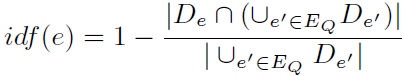 idf(e) = 1 − |D_e ∩ (∪_{e'∈E_Q} D_{e'})| / |∪_{e'∈E_Q} D_{e'}|